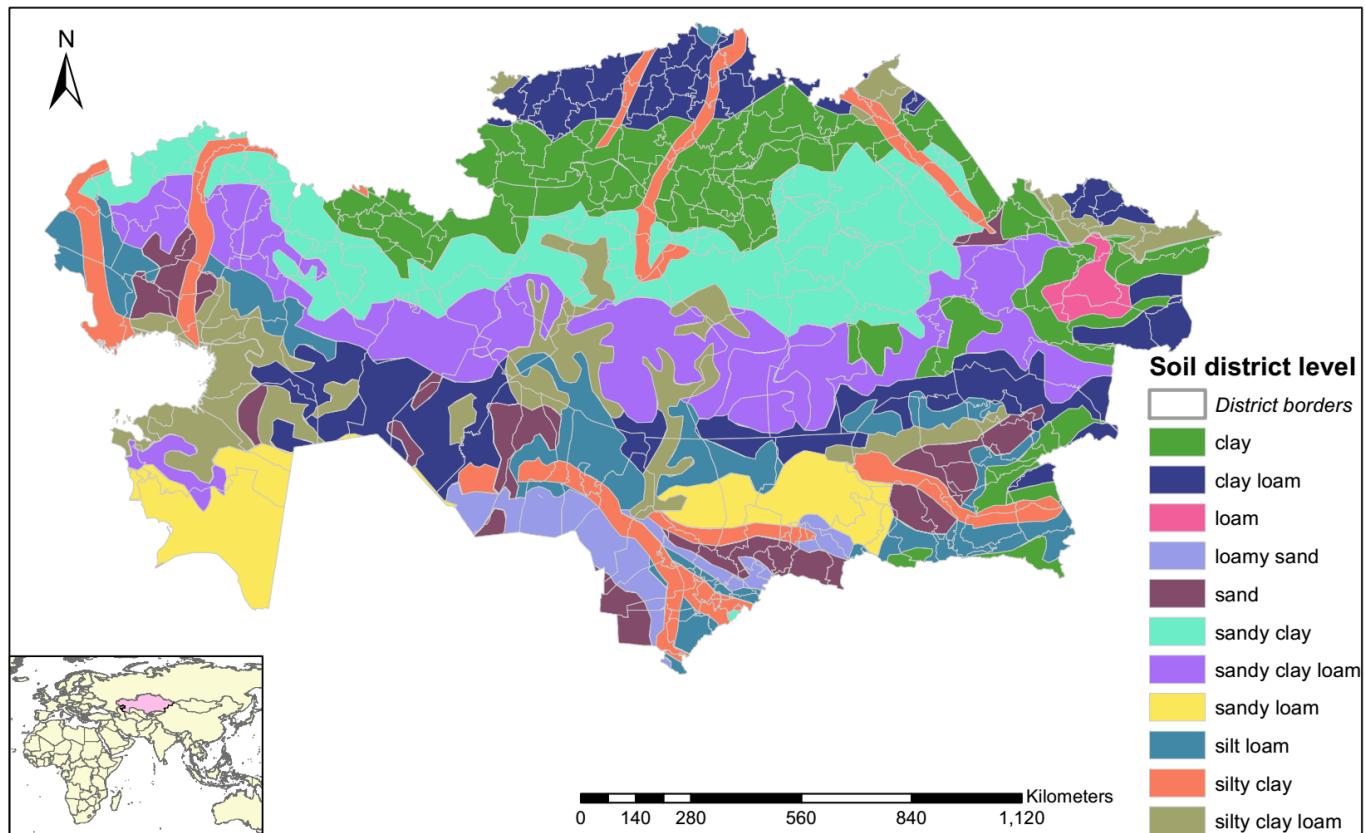 N
Soil district level
District borders
clay
clay loam
loam
loamy sand
sand
sandy clay
sandy clay loam
sandy loam
silt loam
silty clay
silty clay loam
Kilometers
0 140 280 560 840 1,120